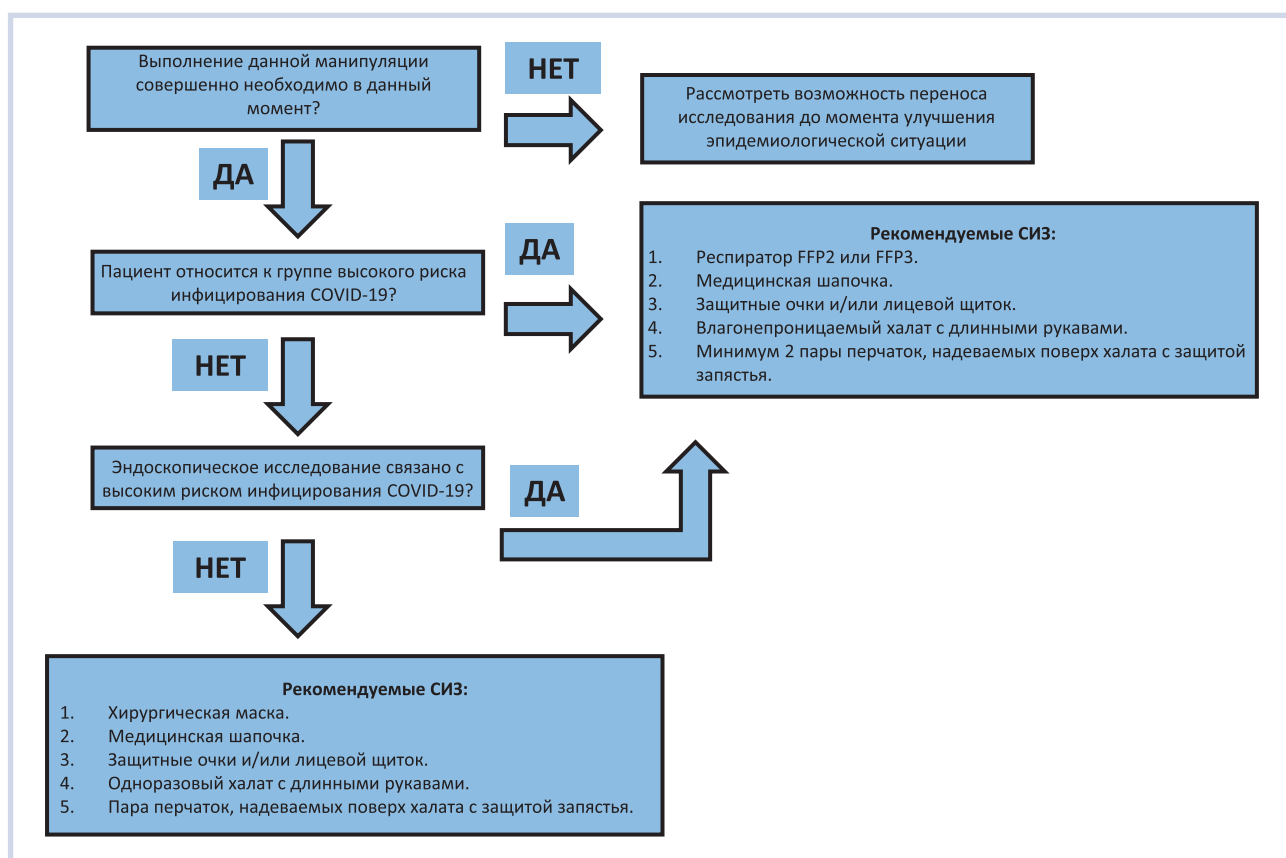 Выполнение данной манипуляции
совершенно необходимо в данный
момент?
НЕТ
Рассмотреть возможность переноса
исследования до момента улучшения
эпидемиологической ситуации
ДА
Пациент относится к группе высокого риска
инфицирования COVID-19?
ДА
Рекомендуемые СИЗ:
1. Респиратор FFP2 или FFP3.
2. Медицинская шапочка.
3. Защитные очки и/или лицевой щиток.
4. Влагонепроницаемый халат с длинными рукавами.
5. Минимум 2 пары перчаток, надеваемых поверх халата с защитой
запястья.
НЕТ
Эндоскопическое исследование связано с
высоким риском инфицирования COVID-19?
ДА
НЕТ
Рекомендуемые СИЗ:
1. Хирургическая маска.
2. Медицинская шапочка.
3. Защитные очки и/или лицевой щиток.
4. Одноразовый халат с длинными рукавами.
5. Пара перчаток, надеваемых поверх халата с защитой запястья.